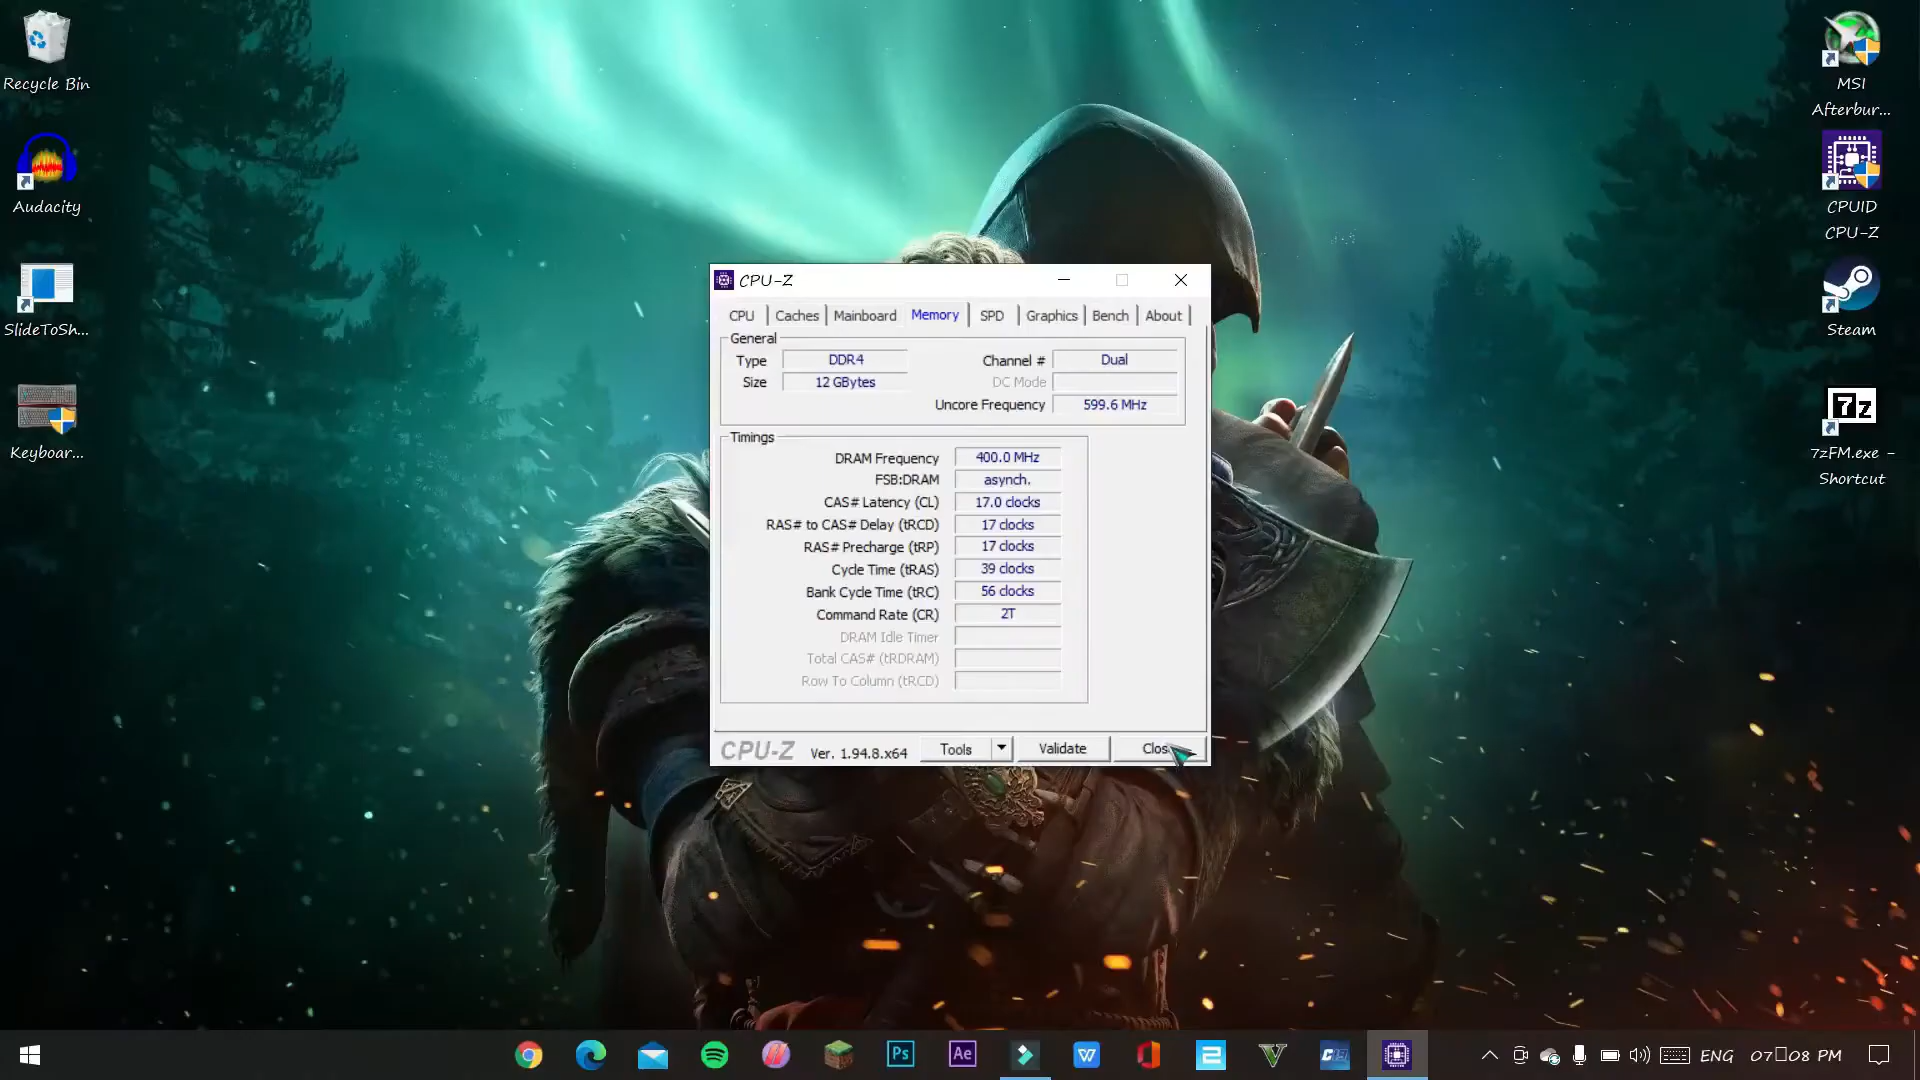 Recycle Bin
Audacity
SlideToSh...
Keyboar...
MSI
Afterbur...
CPUID
CPU-Z
Steam
7z
7zFM.exe -
Shortcut
CPU-Z
CPU Caches Mainboard Memory SPD Graphics Bench About
General
Type DDR4 Channel # Dual
Size 12 GBytes DC Mode
Uncore Frequency 599.6 MHz
Timings
DRAM Frequency 400.0 MHz
FSB:DRAM asynch.
CAS# Latency (CL) 17.0 clocks
RAS# to CAS# Delay (tRCD) 17 clocks
RAS# Precharge (tRP) 17 clocks
Cycle Time (tRAS) 39 clocks
Bank Cycle Time (tRC) 56 clocks
Command Rate (CR) 2T
DRAM Idle Timer
Total CAS# (tRDRAM)
Row To Column (tRCD)
CPU-Z Ver. 1.94.8.x64 Tools Validate Clos
Ps Ae ENG 07□08 PM